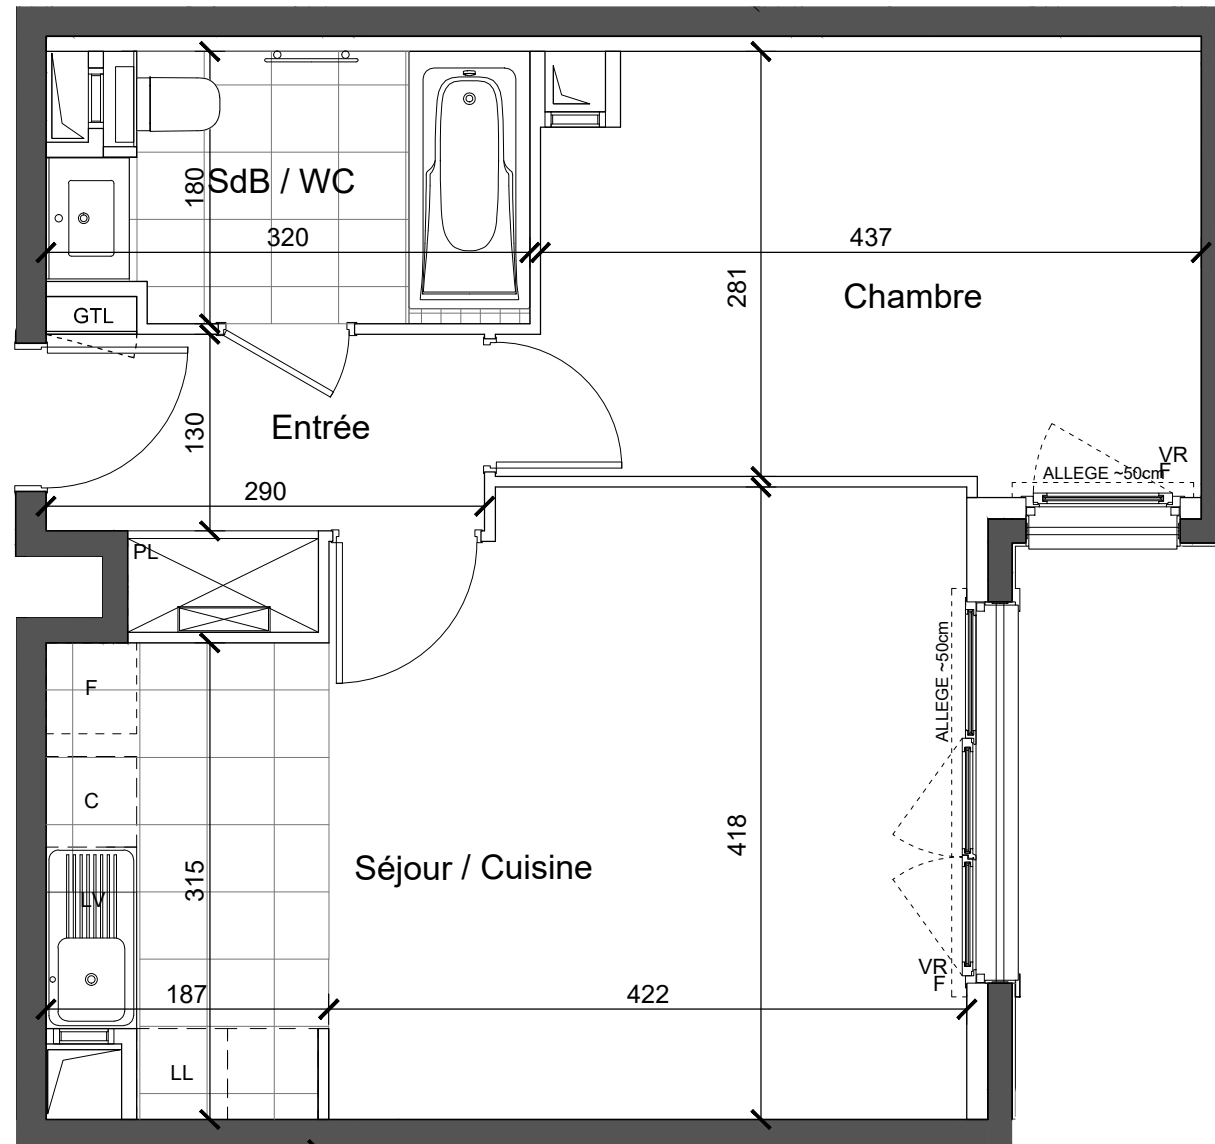 SdB / WC
180
320
437
281
Chambre
GTL
130
Entrée
290
VR
F
ALLEGE ~50cm
PL
F
ALLEGE ~50cm
C
418
315
Séjour / Cuisine
LV
VR
F
187
422
LL